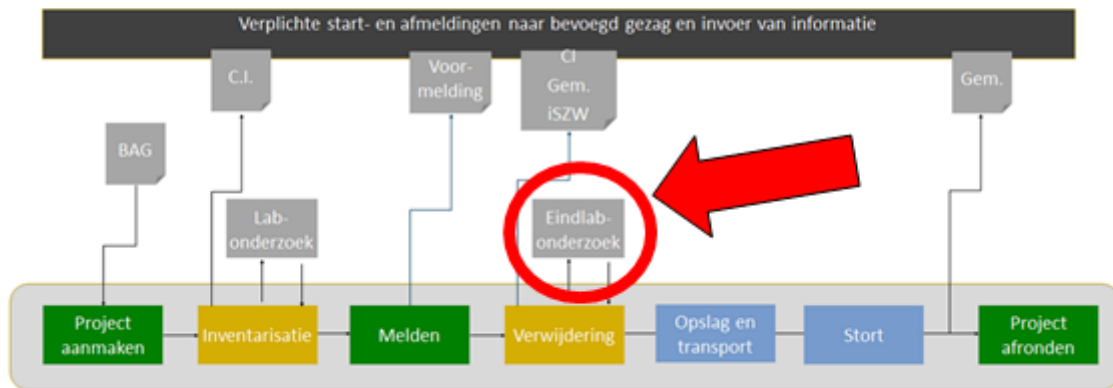 Verplichte start- en afmeldingen naar bevoegd gezag en invoer van informatie
C.I.
Voor-
melding
CI
Gem.
iSZW
Gem.
BAG
Lab-
onderzoek
Eindlab-
onderzoek
Project
aanmaken
Inventarisatie
Melden
Verwijdering
Opslag en
transport
Stort
Project
afronden